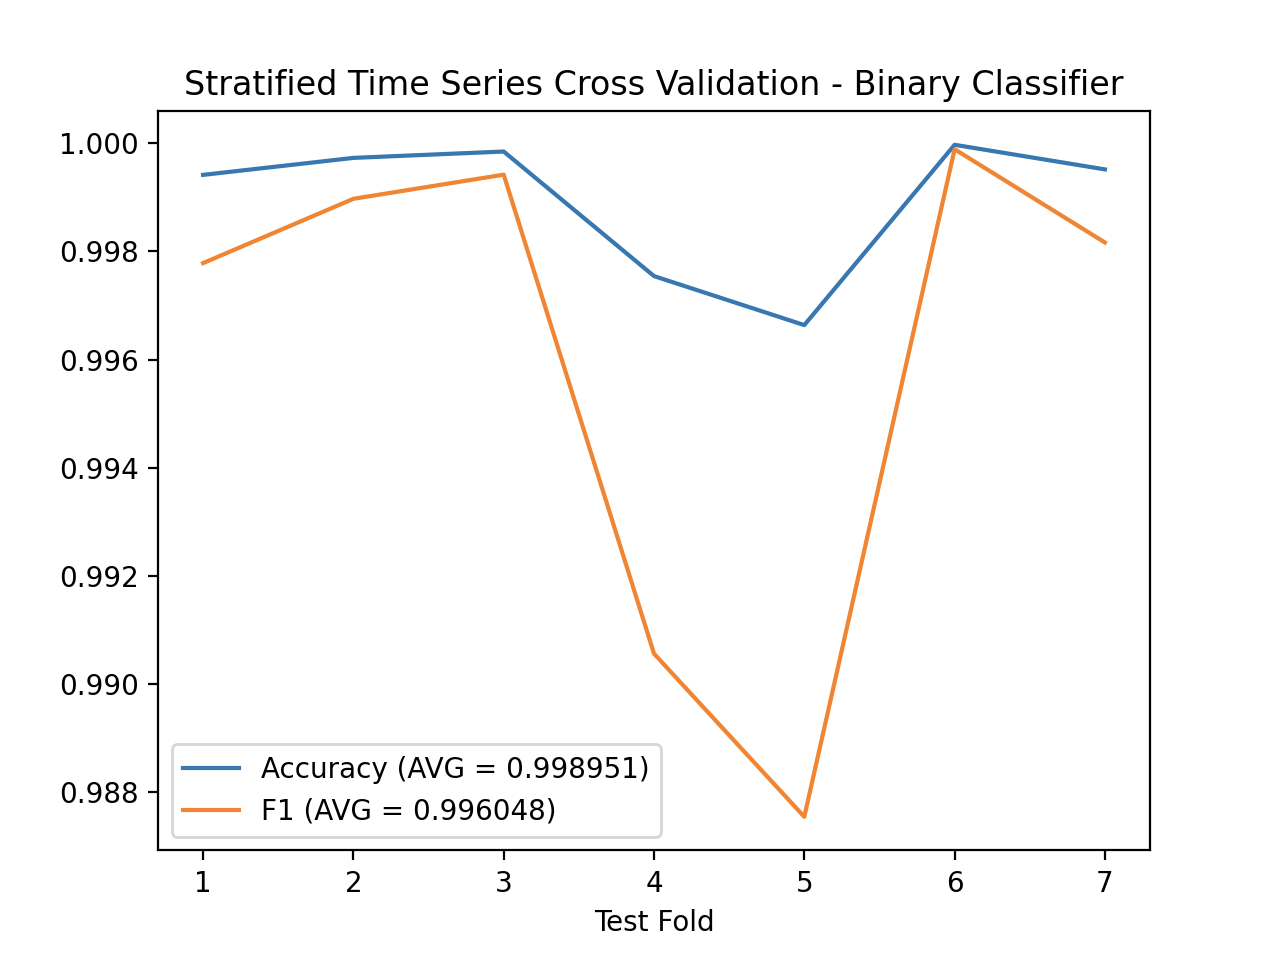 Stratified Time Series Cross Validation - Binary Classifier
1.000
0.998
0.996
0.994
0.992
0.990
0.988
Accuracy (AVG = 0.998951)
F1 (AVG = 0.996048)
1 2 3 4 5 6 7
Test Fold